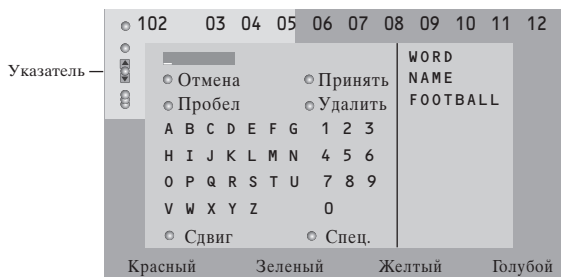 102 03 04 05 06 07 08 09 10 11 12
Указатель
Отмена Принять
Пробел Удалить
A B C D E F G 1 2 3
H I J K L M N 4 5 6
O P Q R S T U 7 8 9
V W X Y Z 0
Сдвиг Спец.
WORD
NAME
FOOTBALL
Красный Зеленый Желтый Голубой